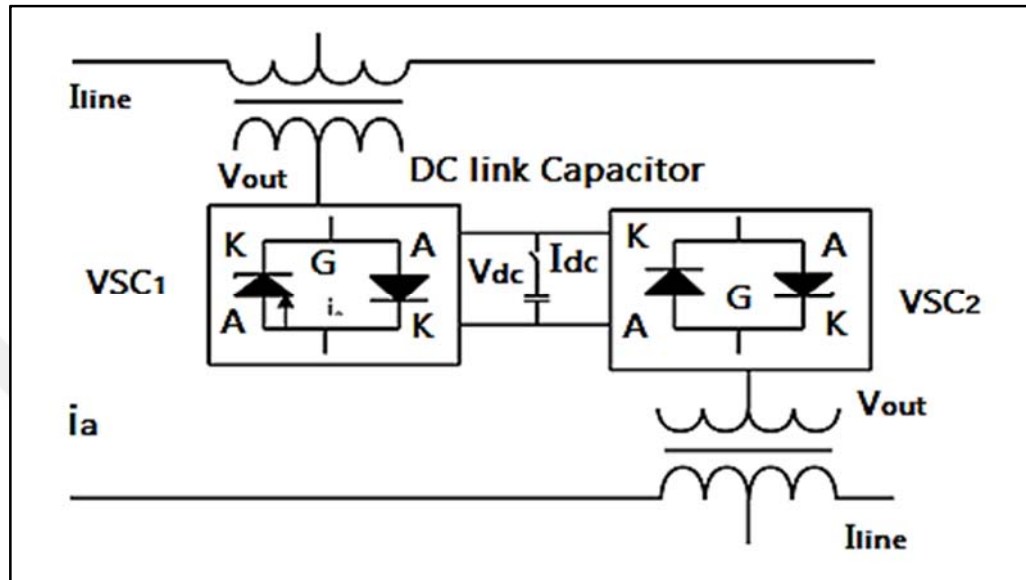 Iline
Vout
DC link Capacitor
VSC1
K
A
G
A
K
Vdc
Idc
K
A
G
A
K
VSC2
Vout
ia
Iline